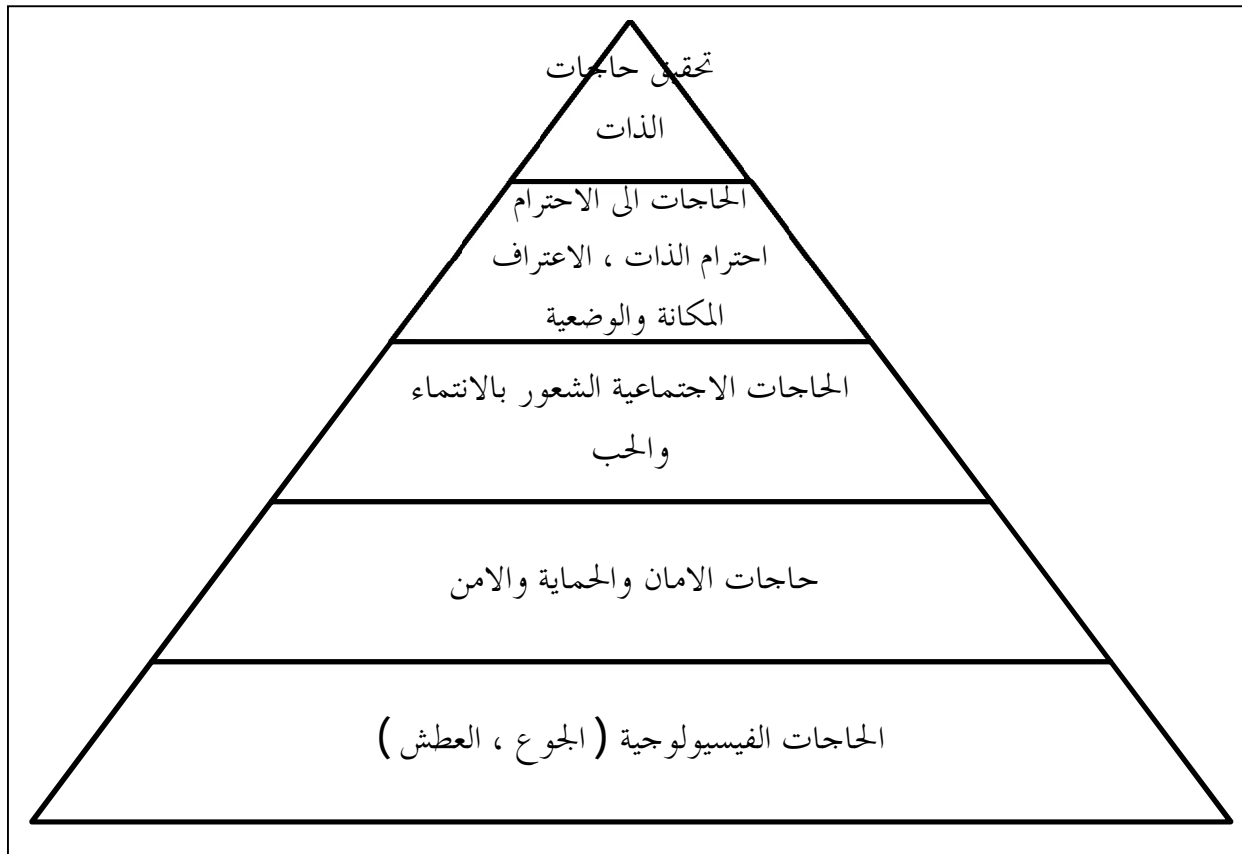 تحقيق حاجات
الذات
الحاجات الى الاحترام
احترام الذات ، الاعتراف
المكانة والوضعية
الحاجات الاجتماعية الشعور بالانتماء
والحب
حاجات الامان والحماية والامن
الحاجات الفيسيولوجية ( الجوع ، العطش )